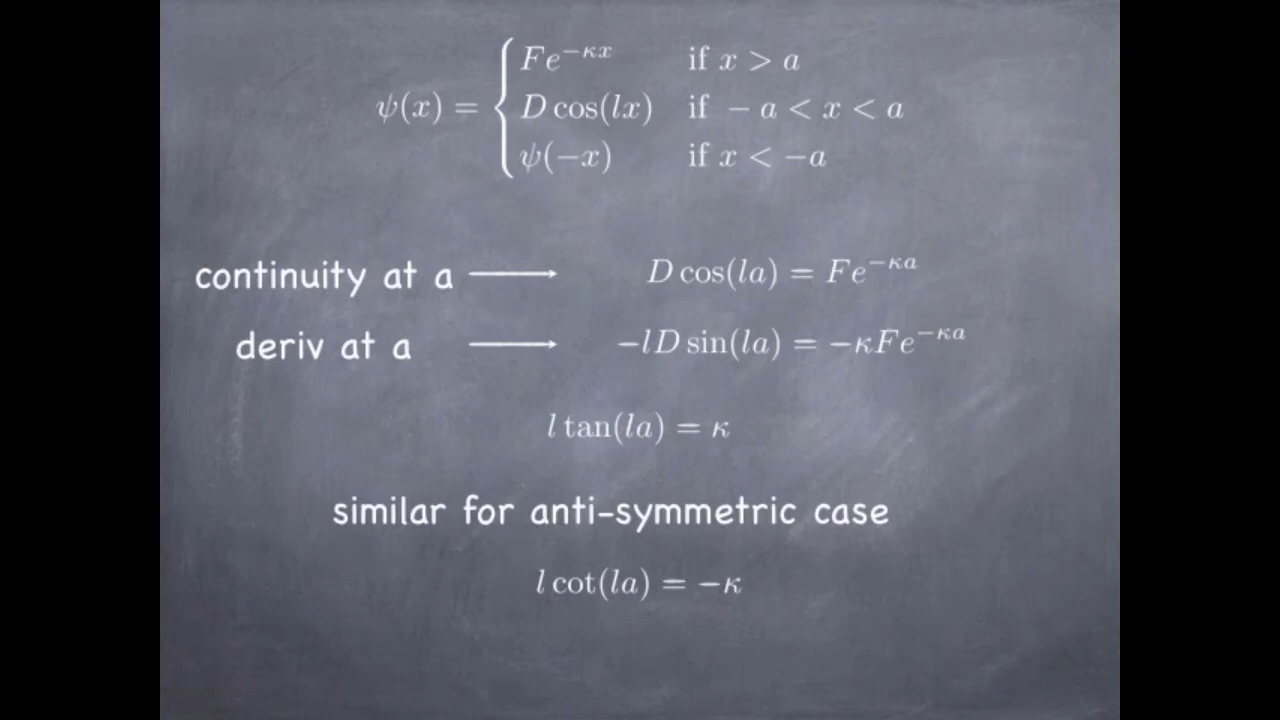 ψ(x) = { Fe^{-κx} if x > a
D cos(lx) if − a < x < a
ψ(−x) if x < −a
continuity at a ⟶ D cos(la) = Fe^{-κa}
deriv at a ⟶ −lD sin(la) = −κFe^{-κa}
l tan(la) = κ
similar for anti-symmetric case
l cot(la) = −κ